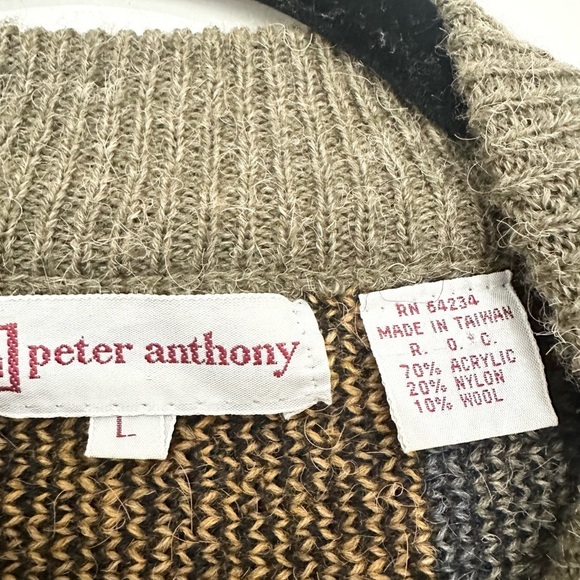 peter anthony
L
RN 64234
MADE IN TAIWAN
R. O. C.
70% ACRYLIC
20% NYLON
10% WOOL